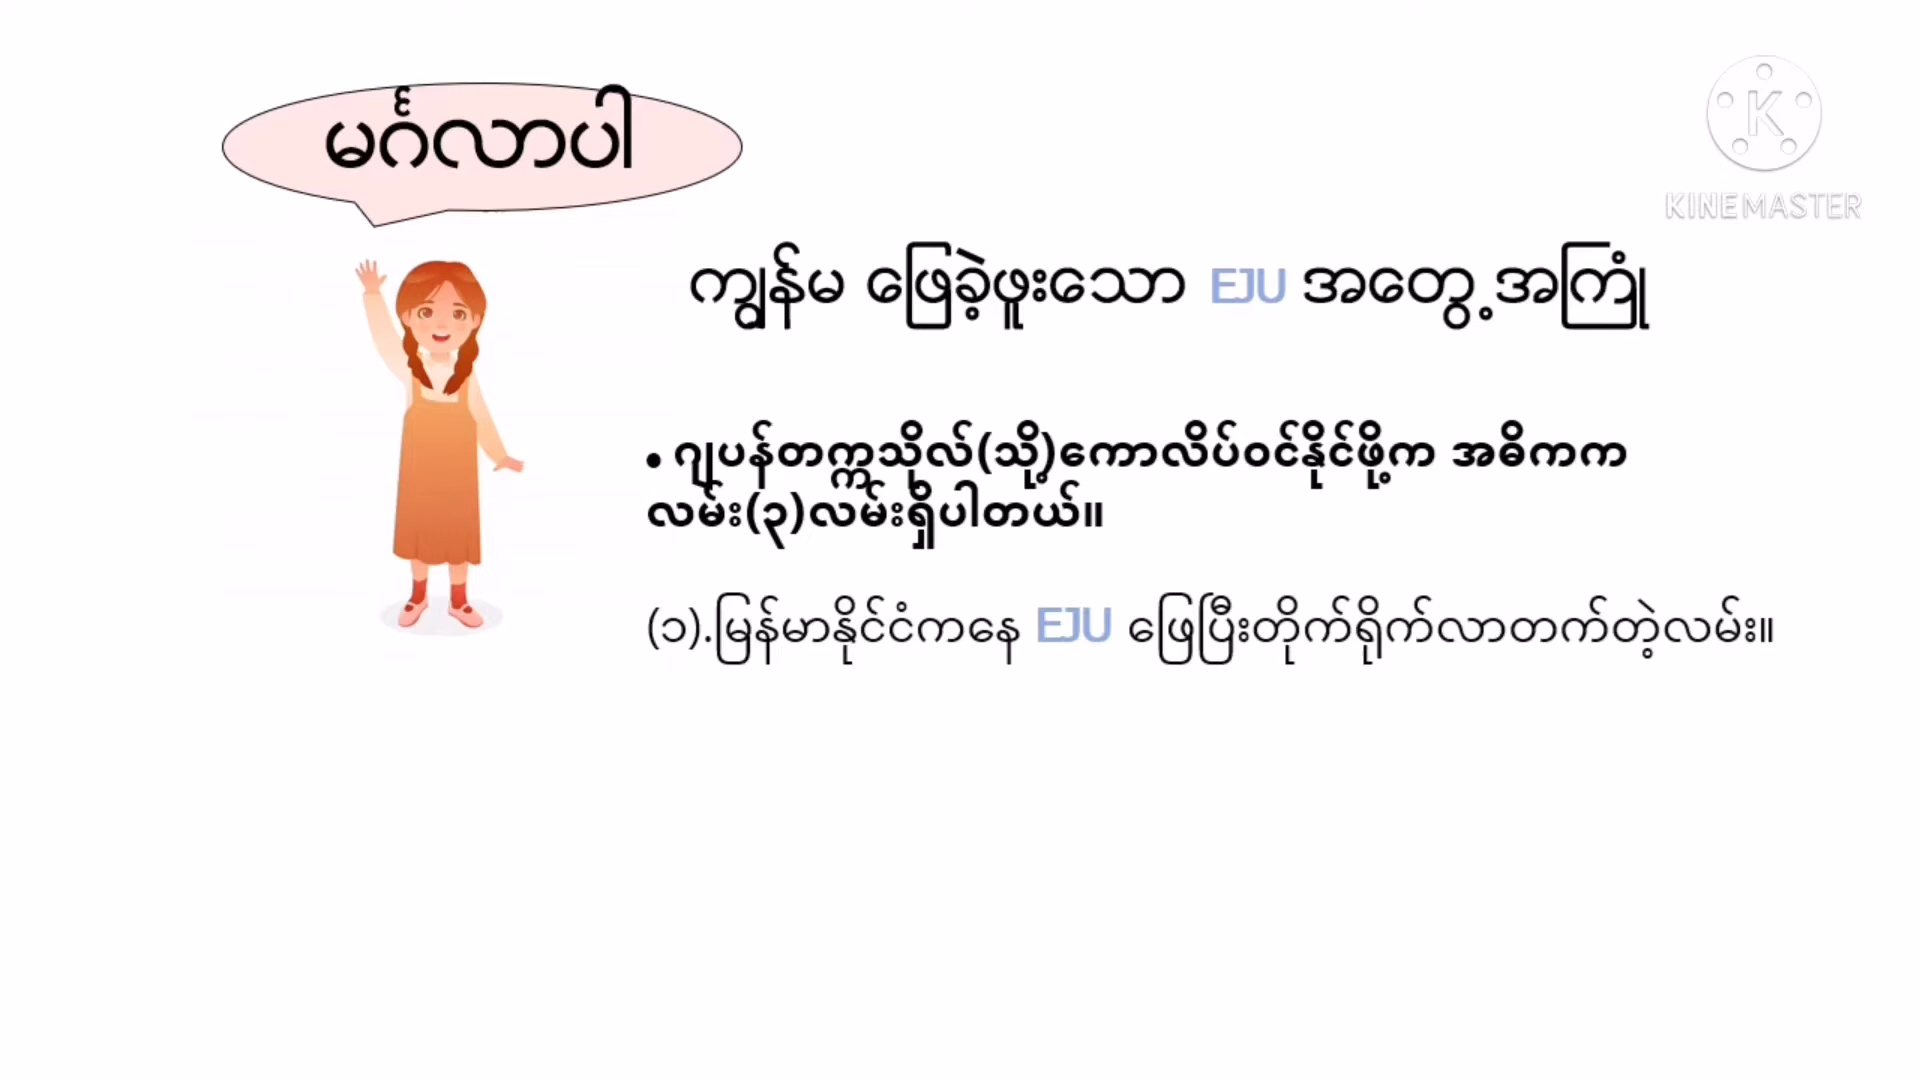 မင်္ဂလာပါ
K
KINEMASTER
ကျွန်မ ဖြေခဲ့ဖူးသော EJU အတွေ့အကြုံ
• ဂျပန်တက္ကသိုလ်(သို့)ကောလိပ်ဝင်နိုင်ဖို့က အဓိကက
လမ်း(၃)လမ်းရှိပါတယ်။
(၁).မြန်မာနိုင်ငံကနေ EJU ဖြေပြီးတိုက်ရိုက်လာတက်တဲ့လမ်း။